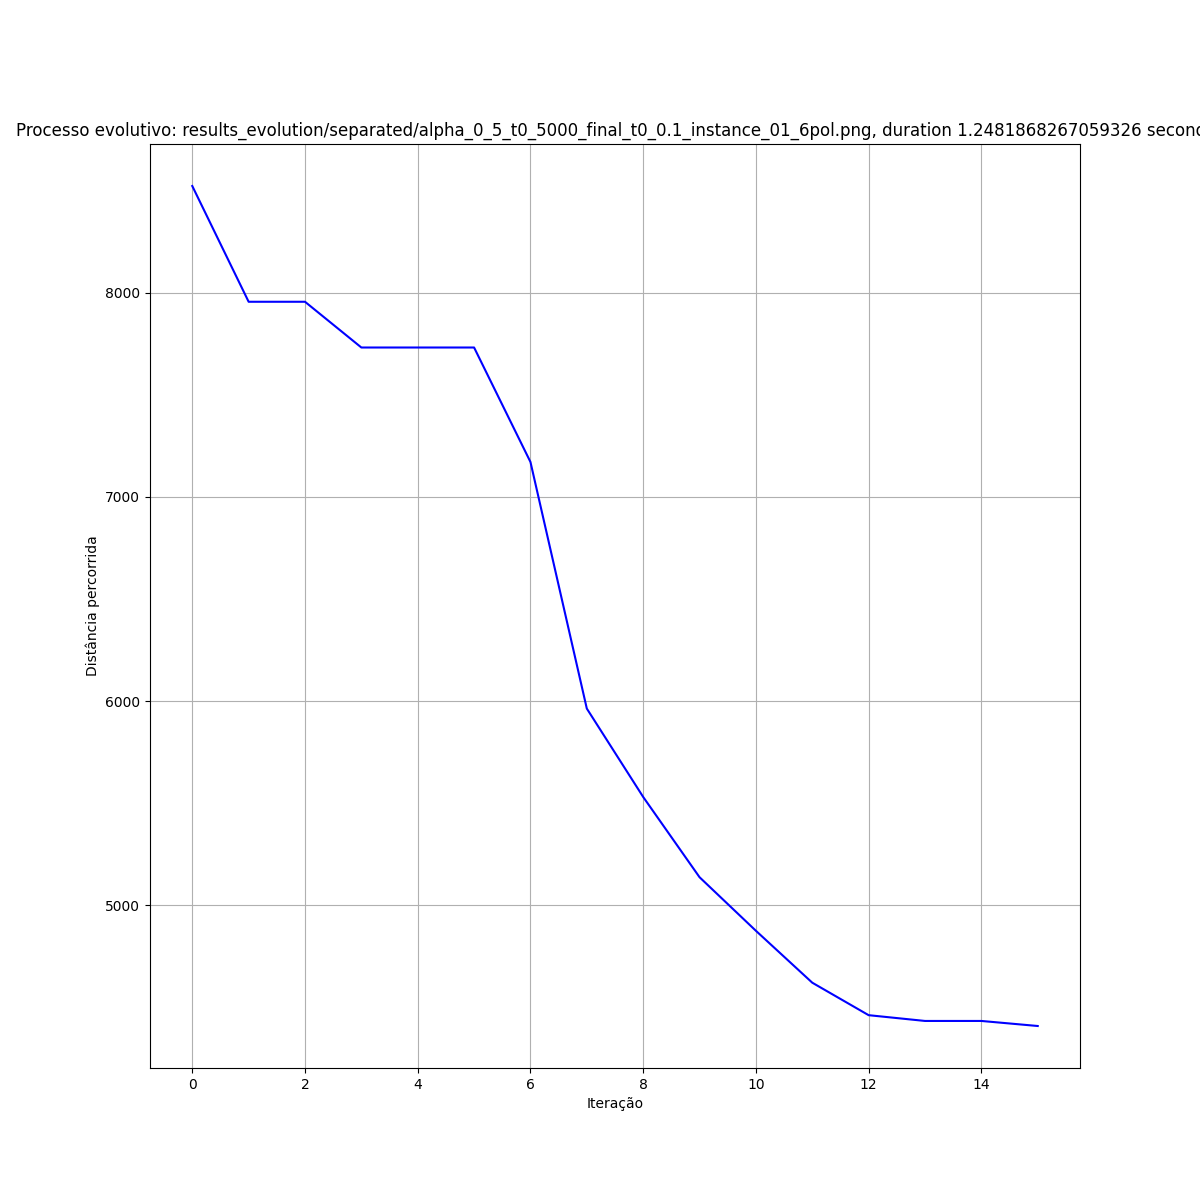 Processo evolutivo: results_evolution/separated/alpha_0_5_t0_5000_final_t0_0.1_instance_01_6pol.png, duration 1.2481868267059326
8000
7000
6000
5000
Distância percorrida
0 2 4 6 8 10 12 14
Iteração